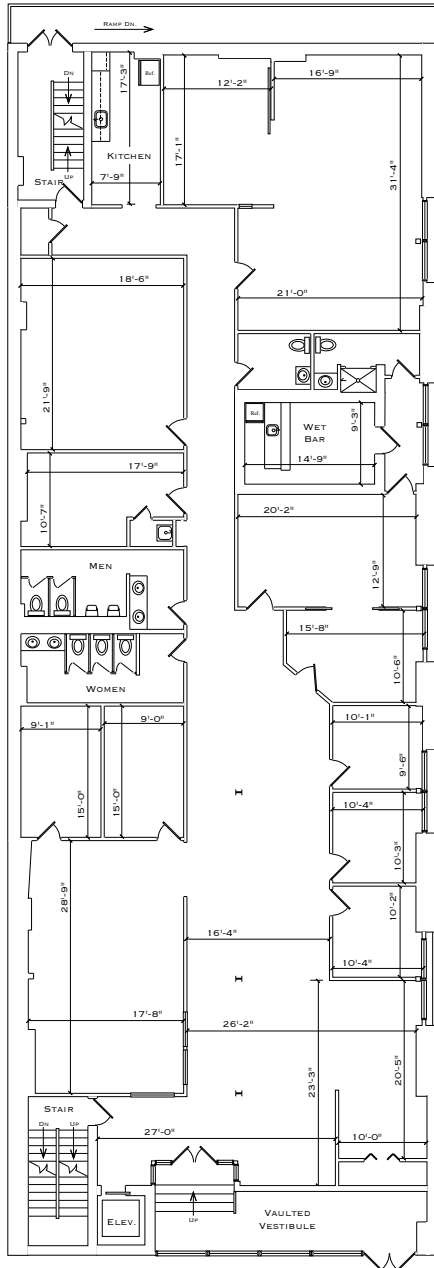 RAMP DN.
DN
17'-3"
Ref.
12'-2"
16'-9"
KITCHEN
17'-1"
31'-4"
STAIR
UP
7'-9"
18'-6"
21'-0"
21'-9"
Ref.
WET
BAR
9'-3"
14'-9"
17'-9"
10'-7"
20'-2"
12'-9"
MEN
15'-8"
10'-6"
WOMEN
9'-1"
9'-0"
10'-1"
9'-6"
15'-0"
15'-0"
10'-4"
10'-3"
28'-9"
10'-2"
16'-4"
10'-4"
17'-8"
26'-2"
23'-3"
20'-5"
STAIR
DN
UP
27'-0"
10'-0"
ELEV.
UP
VAULTED
VESTIBULE